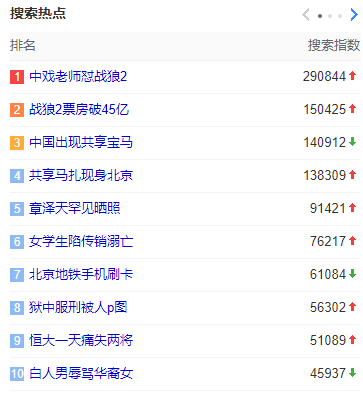 搜索热点
排名 搜索指数
1 中戏老师怼战狼2 290844
2 战狼2票房破45亿 150425
3 中国出现共享宝马 140912
4 共享马扎现身北京 138309
5 章泽天罕见晒照 91421
6 女学生陷传销溺亡 76217
7 北京地铁手机刷卡 61084
8 狱中服刑被人p图 56302
9 恒大一天痛失两将 51089
10 白人男辱骂华裔女 45937